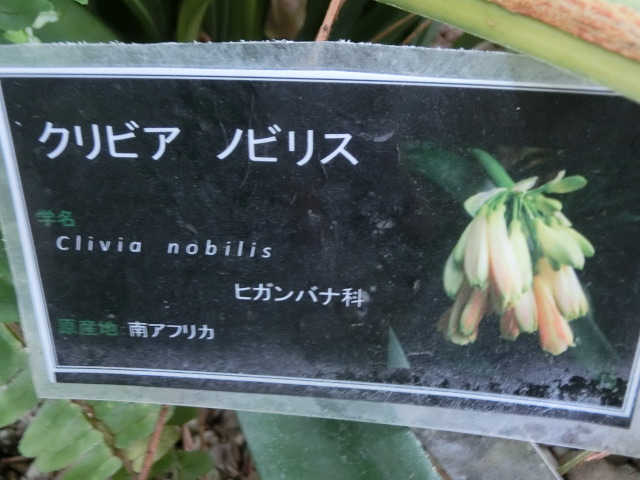 クリビア ノビリス
学名
Clivia nobilis
ヒガンバナ科
原産地:南アフリカ